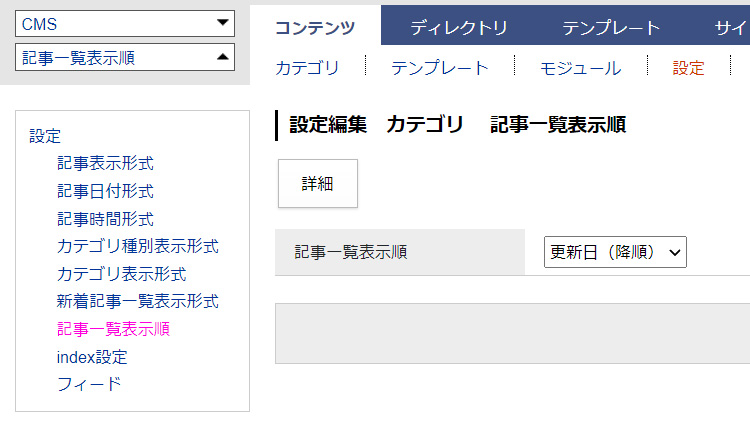 CMS
記事一覧表示順
コンテンツ ディレクトリ テンプレート サイ
カテゴリ テンプレート モジュール 設定
設定
記事表示形式
記事日付形式
記事時間形式
カテゴリ種別表示形式
カテゴリ表示形式
新着記事一覧表示形式
記事一覧表示順
index設定
フィード
設定編集 カテゴリ 記事一覧表示順
詳細
記事一覧表示順 更新日（降順）